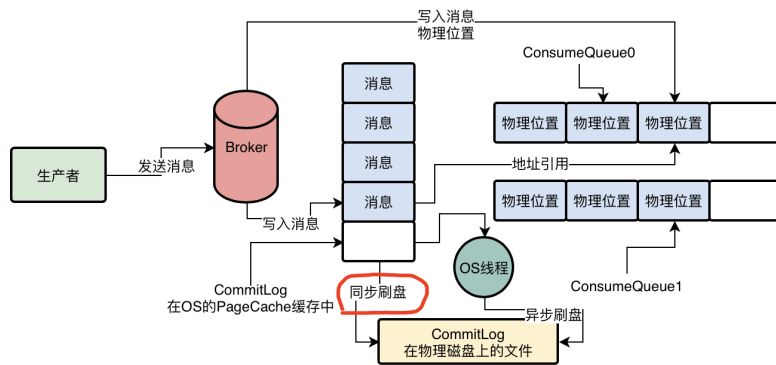 写入消息
物理位置
ConsumeQueue0
消息
消息
消息
消息
物理位置
物理位置
物理位置
Broker
生产者
发送消息
地址引用
写入消息
物理位置
物理位置
物理位置
OS线程
CommitLog
在OS的PageCache缓存中
同步刷盘
ConsumeQueue1
异步刷盘
CommitLog
在物理磁盘上的文件